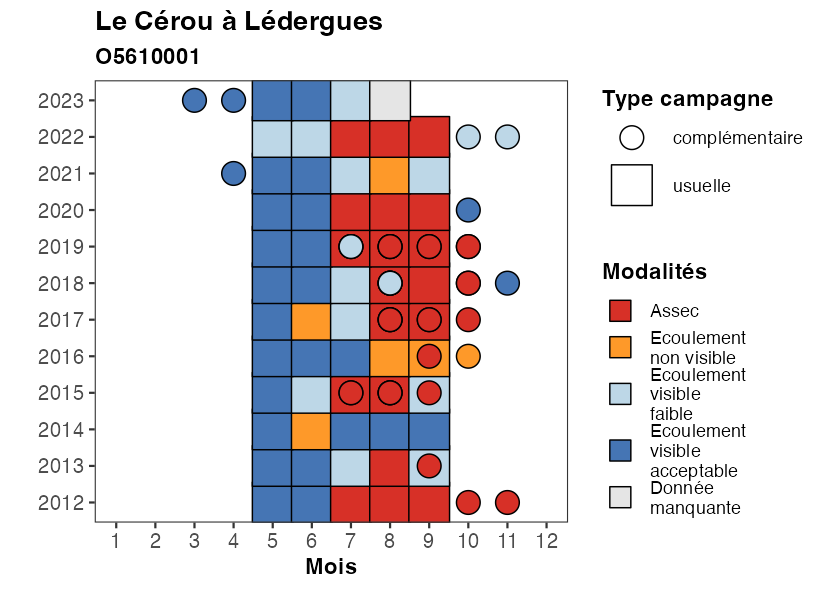 Le Cérou à Lédergues
O5610001
2023
2022
2021
2020
2019
2018
2017
2016
2015
2014
2013
2012
1 2 3 4 5 6 7 8 9 10 11 12
Mois
Type campagne
complémentaire
usuelle
Modalités
Assec
Ecoulement
non visible
Ecoulement
visible
faible
Ecoulement
visible
acceptable
Donnée
manquante